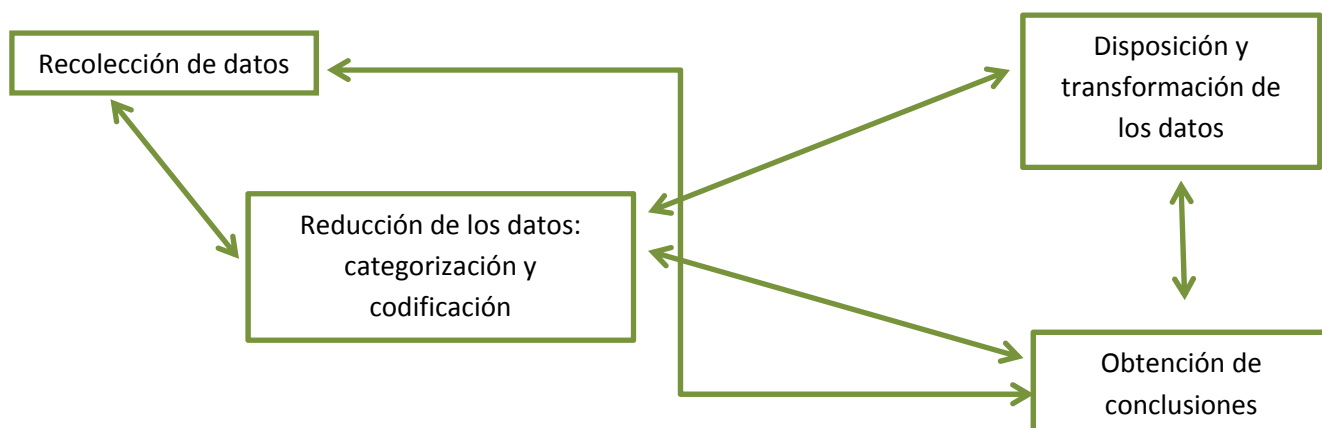 Recolección de datos
Disposición y
transformación de
los datos
Reducción de los datos:
categorización y
codificación
Obtención de
conclusiones